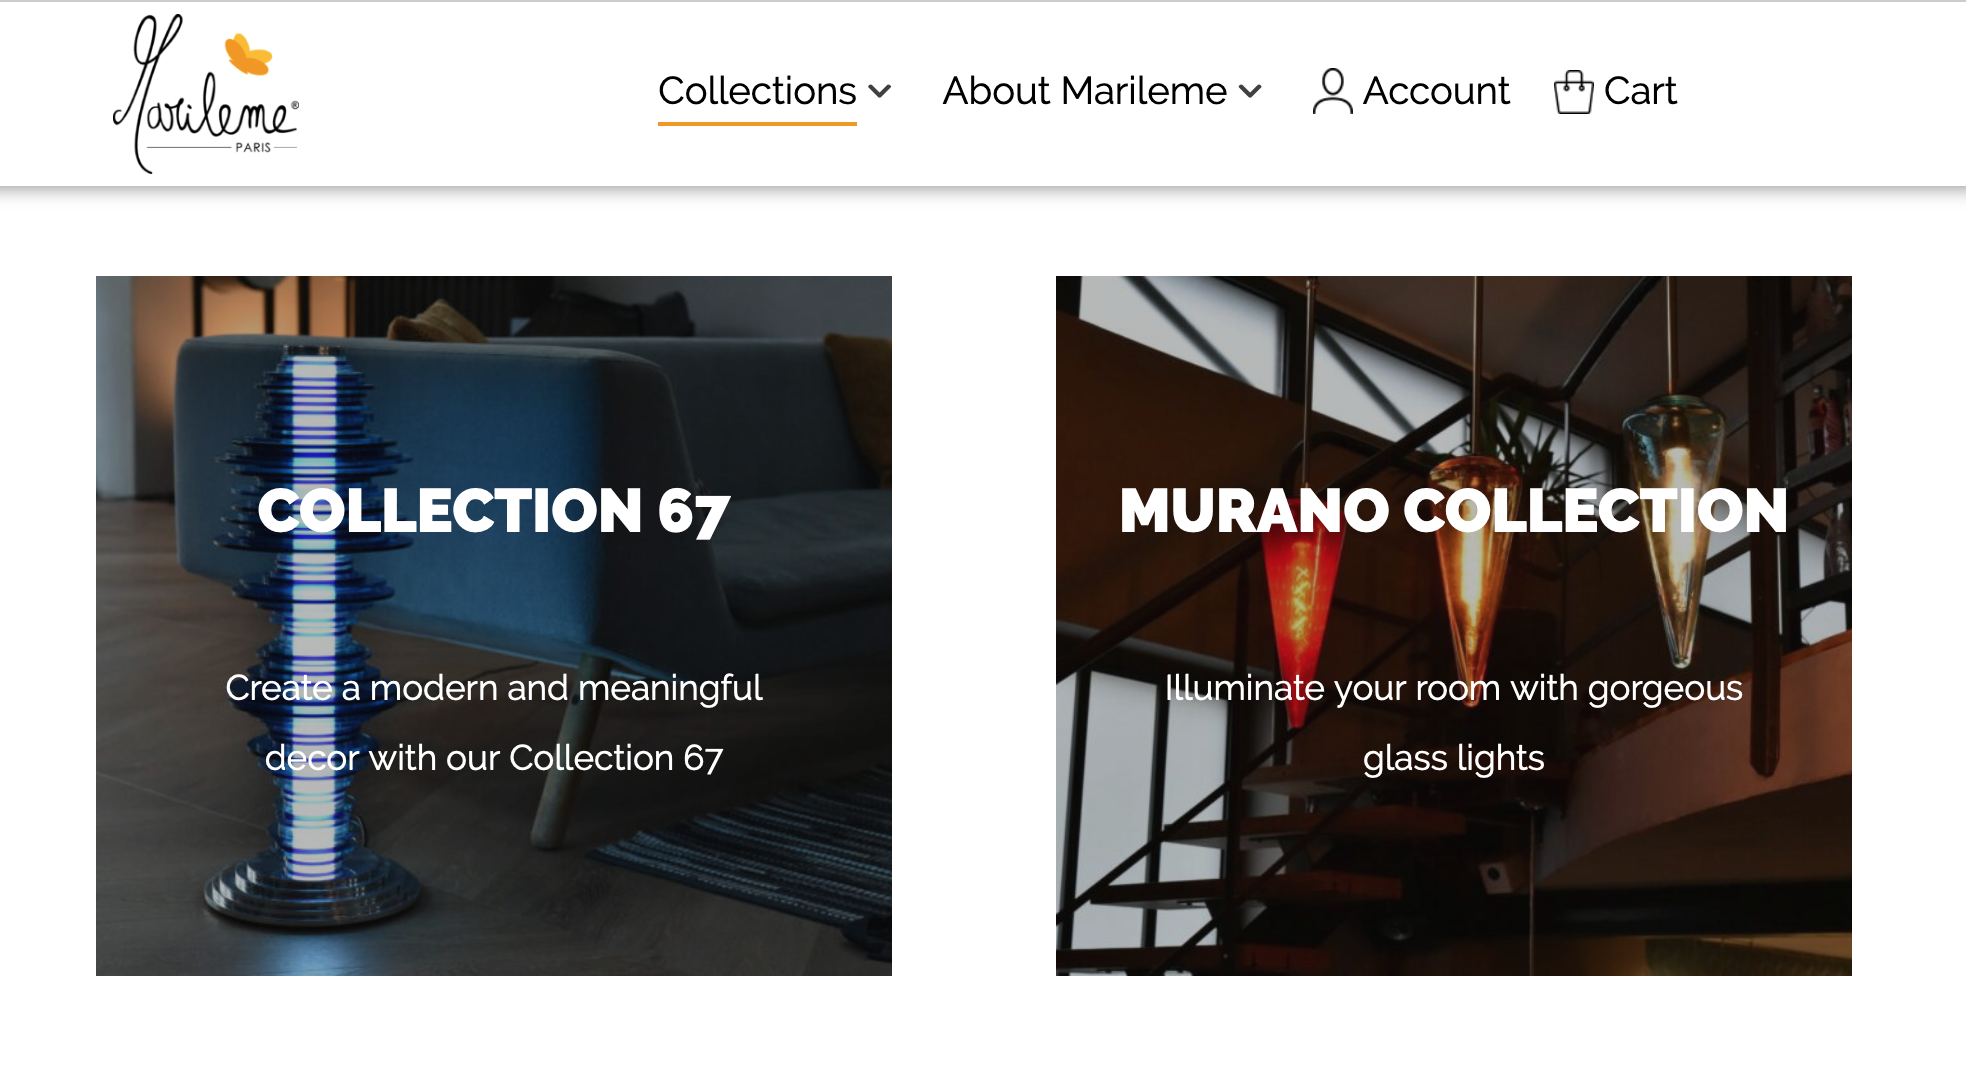 Marileme®
PARIS
Collections
About Marileme
Account
Cart
COLLECTION 67
Create a modern and meaningful
decor with our Collection 67
MURANO COLLECTION
Illuminate your room with gorgeous
glass lights